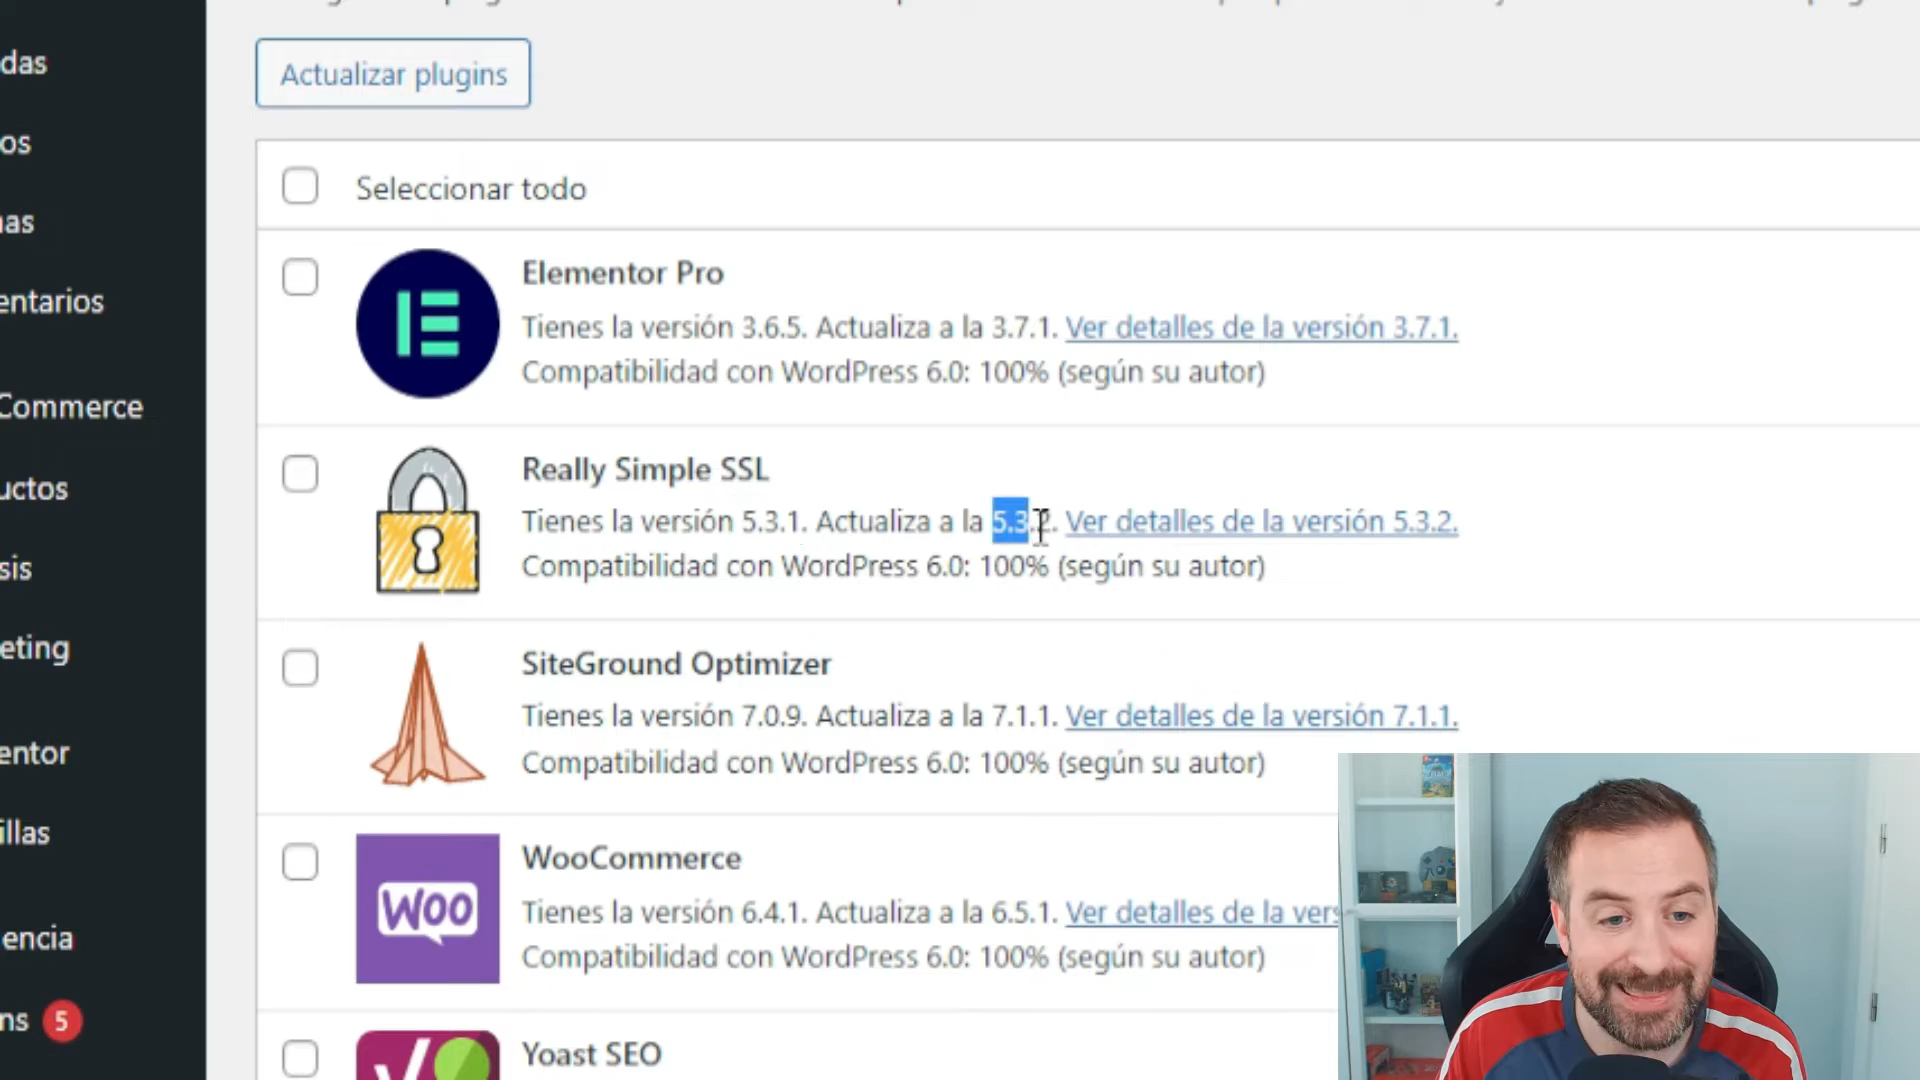 das
Actualizar plugins
os
Seleccionar todo
nas
Elementor Pro
Tienes la versión 3.6.5. Actualiza a la 3.7.1. Ver detalles de la versión 3.7.1.
Compatibilidad con WordPress 6.0: 100% (según su autor)
entarios
Commerce
Really Simple SSL
Tienes la versión 5.3.1. Actualiza a la 5.3.2. Ver detalles de la versión 5.3.2.
Compatibilidad con WordPress 6.0: 100% (según su autor)
uctos
sis
eting
SiteGround Optimizer
Tienes la versión 7.0.9. Actualiza a la 7.1.1. Ver detalles de la versión 7.1.1.
Compatibilidad con WordPress 6.0: 100% (según su autor)
entor
illas
WOO
WooCommerce
Tienes la versión 6.4.1. Actualiza a la 6.5.1. Ver detalles de la vers
Compatibilidad con WordPress 6.0: 100% (según su autor)
encia
ns 5
Yoast SEO